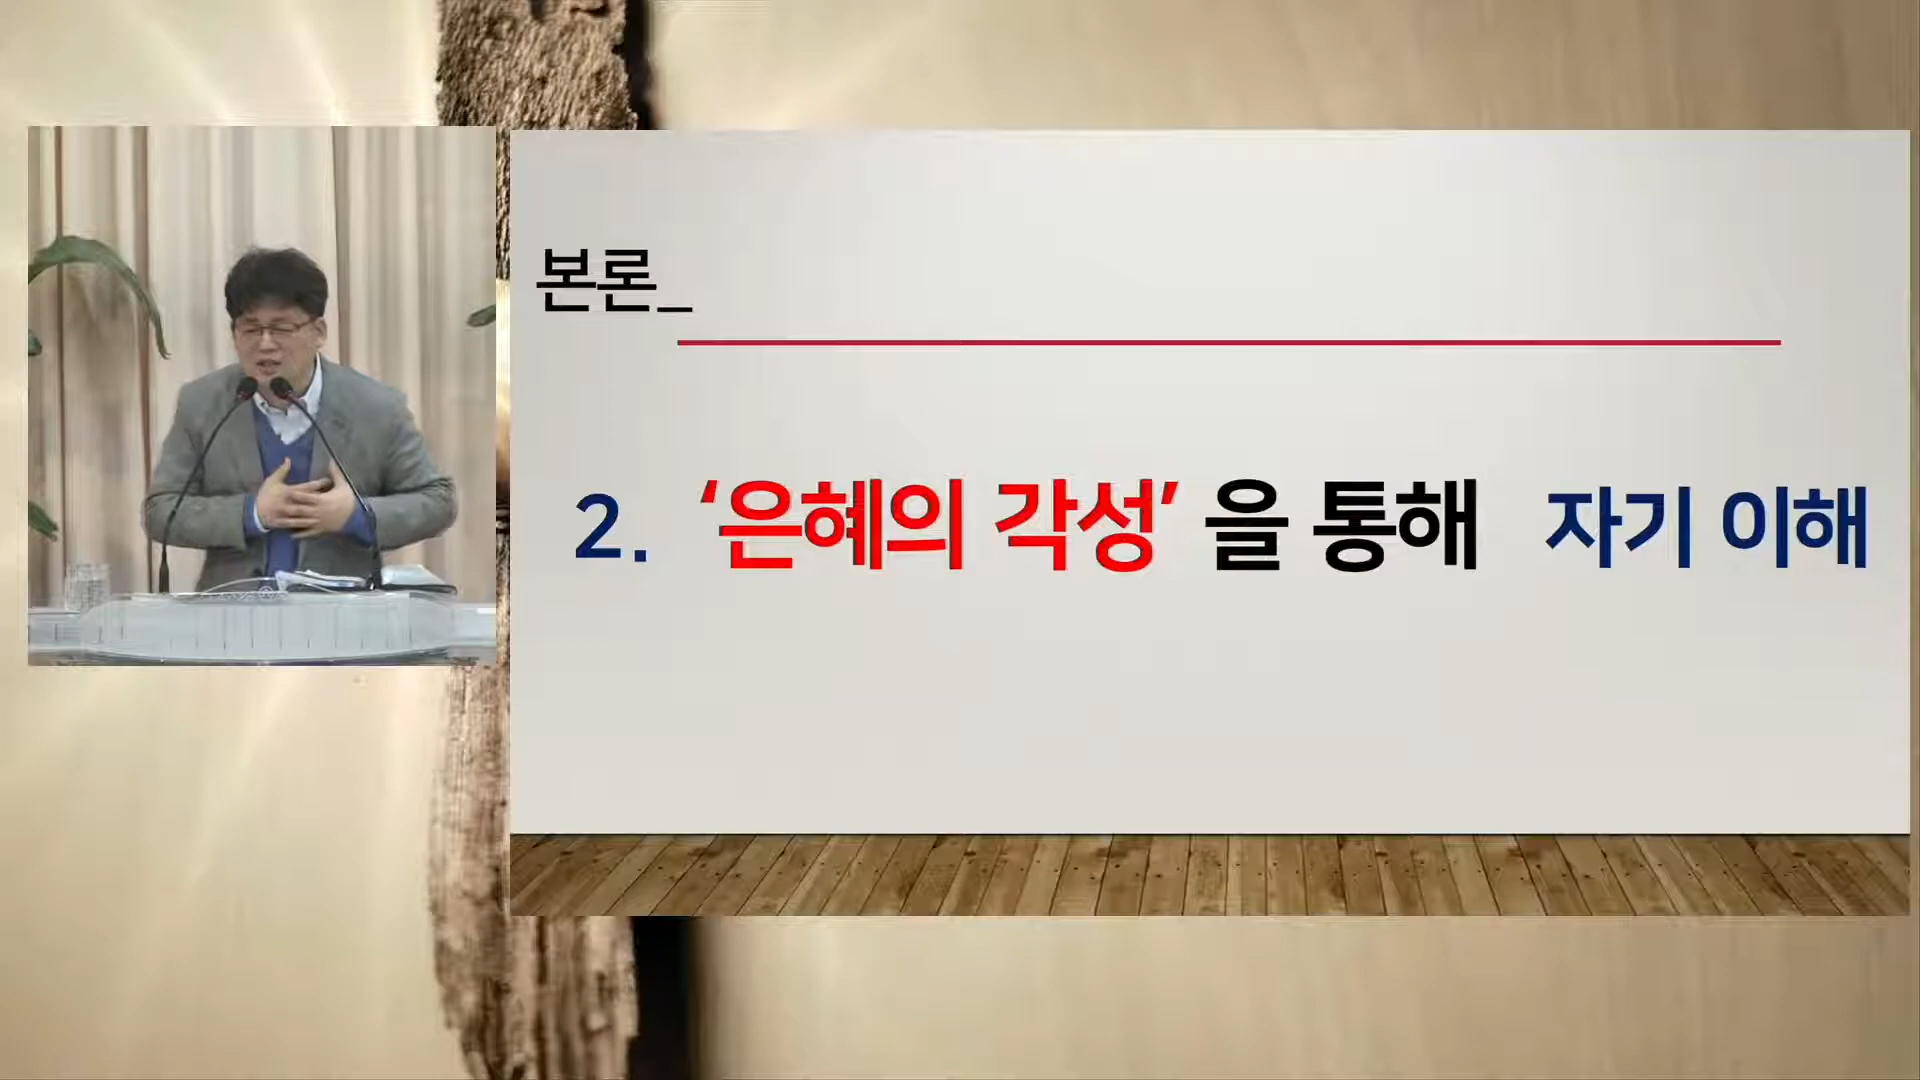 본론_
2. ‘은혜의 각성’ 을 통해 자기 이해